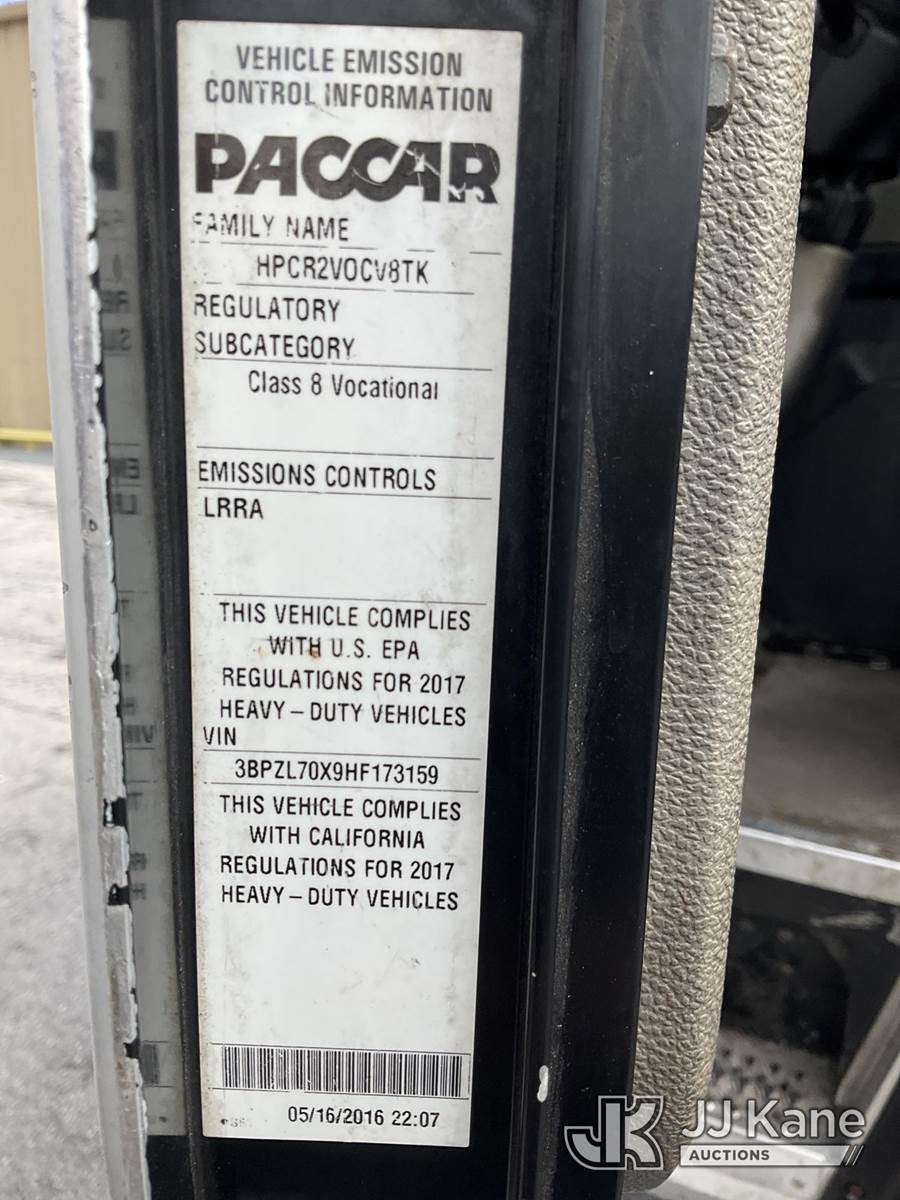 VEHICLE EMISSION
CONTROL INFORMATION
PACCAR
FAMILY NAME
HPCR2VOCV8TK
REGULATORY
SUBCATEGORY
Class 8 Vocational
EMISSIONS CONTROLS
LRRA
THIS VEHICLE COMPLIES
WITH U.S. EPA
REGULATIONS FOR 2017
HEAVY-DUTY VEHICLES
VIN
3BPZL70X9HF173159
THIS VEHICLE COMPLIES
WITH CALIFORNIA
REGULATIONS FOR 2017
HEAVY-DUTY VEHICLES
05/16/2016 22:07
JK JJ Kane
AUCTIONS